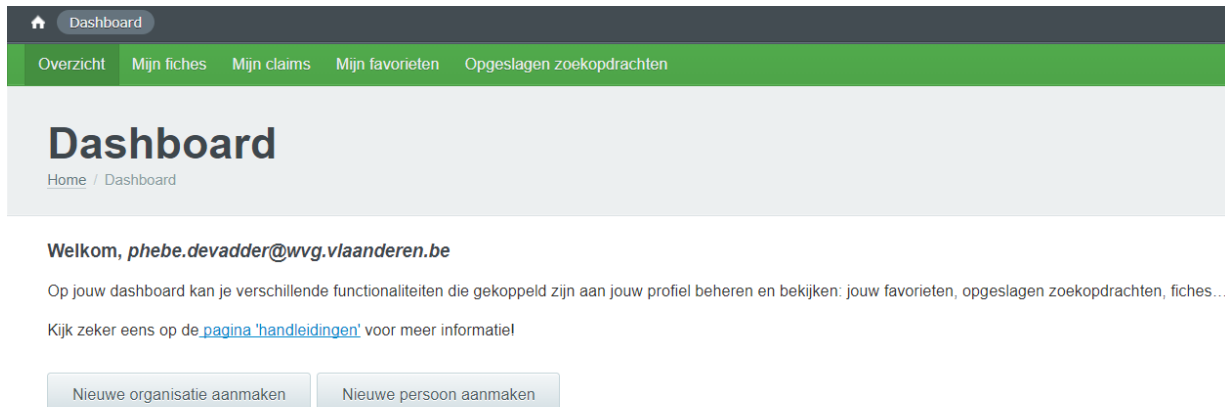 Dashboard
Overzicht Mijn fiches Mijn claims Mijn favorieten Opgeslagen zoekopdrachten
Dashboard
Home / Dashboard
Welkom, phebe.devadder@wvg.vlaanderen.be
Op jouw dashboard kan je verschillende functionaliteiten die gekoppeld zijn aan jouw profiel beheren en bekijken: jouw favorieten, opgeslagen zoekopdrachten, fiches...
Kijk zeker eens op de pagina 'handleidingen' voor meer informatie!
Nieuwe organisatie aanmaken Nieuwe persoon aanmaken